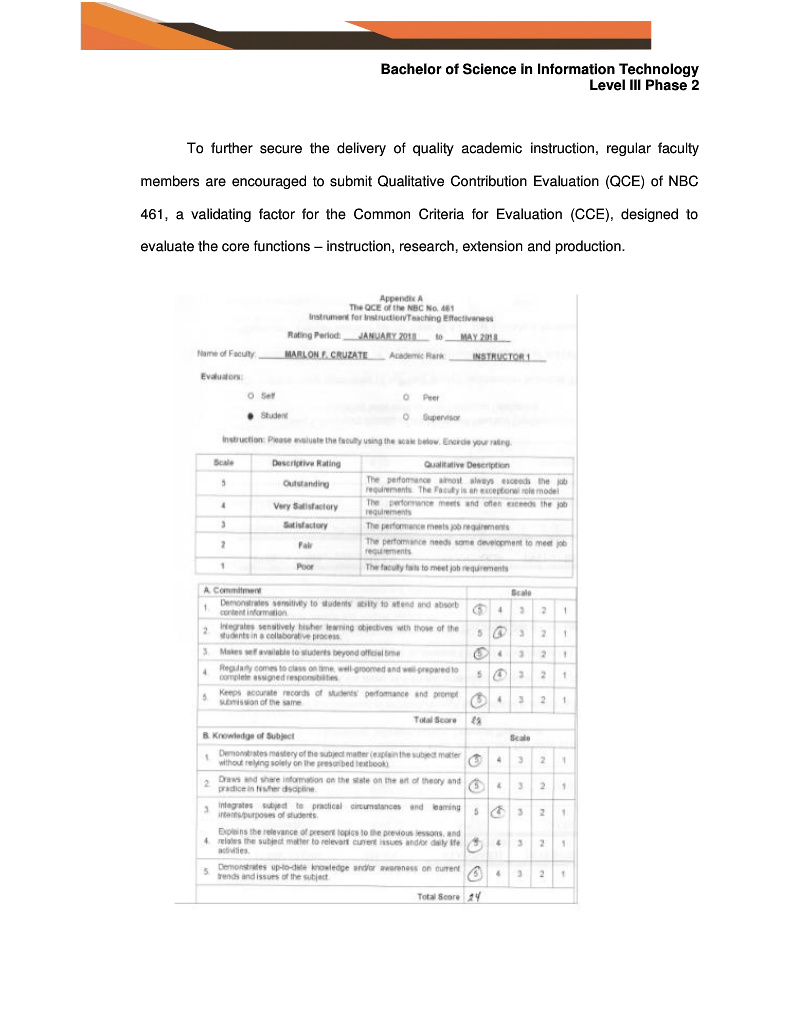 Bachelor of Science in Information Technology
Level III Phase 2
To further secure the delivery of quality academic instruction, regular faculty
members are encouraged to submit Qualitative Contribution Evaluation (QCE) of NBC
461, a validating factor for the Common Criteria for Evaluation (CCE), designed to
evaluate the core functions – instruction, research, extension and production.
Appendix A
The QCE of the NBC No. 461
Instrument for Instruction/Teaching Effectiveness
Rating Period: JANUARY 2018 to MAY 2018
Name of Faculty: MARLON F. CRUZATE Academic Rank: INSTRUCTOR 1
Evaluators:
Self Peer
Student Supervisor
Instruction: Please evaluate the faculty using the scale below. Encircle your rating.
Scale Descriptive Rating Qualitative Description
5 Outstanding The performance almost always exceeds the job
requirements. The Faculty is an exceptional role model
4 Very Satisfactory The performance meets and often exceeds the job
requirements
3 Satisfactory The performance meets job requirements
2 Fair The performance needs some development to meet job
requirements.
1 Poor The faculty fails to meet job requirements
A. Commitment Scale
1. Demonstrates sensitivity to students' ability to attend and absorb
content information. 5 4 3 2 1
2. Integrates sensitively his/her learning objectives with those of the
students in a collaborative process. 5 4 3 2 1
3. Makes self available to students beyond official time 5 4 3 2 1
4. Regularly comes to class on time, well-groomed and well-prepared to
complete assigned responsibilities. 5 4 3 2 1
5. Keeps accurate records of students' performance and prompt
submission of the same. 5 4 3 2 1
Total Score 23
B. Knowledge of Subject Scale
1. Demonstrates mastery of the subject matter (explain the subject matter
without relying solely on the prescribed textbook). 5 4 3 2 1
2. Draws and share information on the state on the art of theory and
practice in his/her discipline. 5 4 3 2 1
3. Integrates subject to practical circumstances and learning
intents/purposes of students. 5 4 3 2 1
4. Explains the relevance of present topics to the previous lessons, and
relates the subject matter to relevant current issues and/or daily life
activities. 5 4 3 2 1
5. Demonstrates up-to-date knowledge and/or awareness on current
trends and issues of the subject. 5 4 3 2 1
Total Score 24